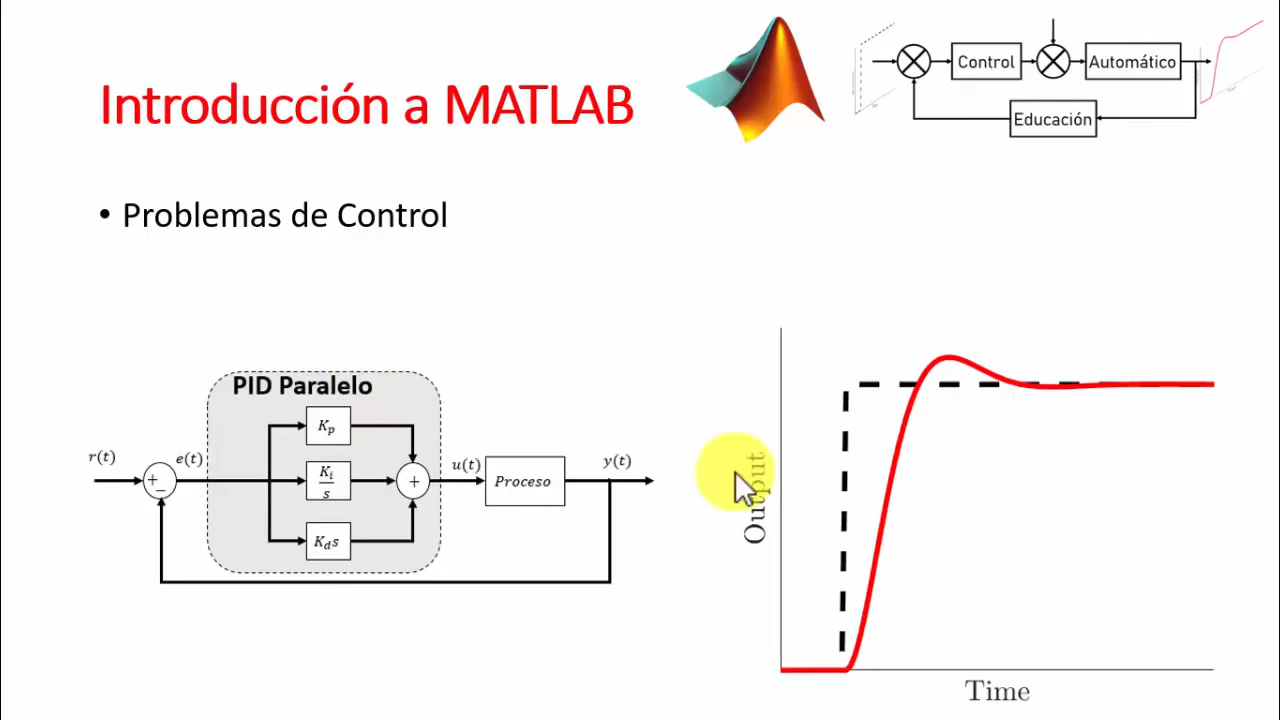 Introducción a MATLAB
Control
Automático
Educación
• Problemas de Control
PID Paralelo
K_p
r(t)
e(t)
K_i
s
+
−
+
u(t)
Proceso
y(t)
K_d s
Output
Time